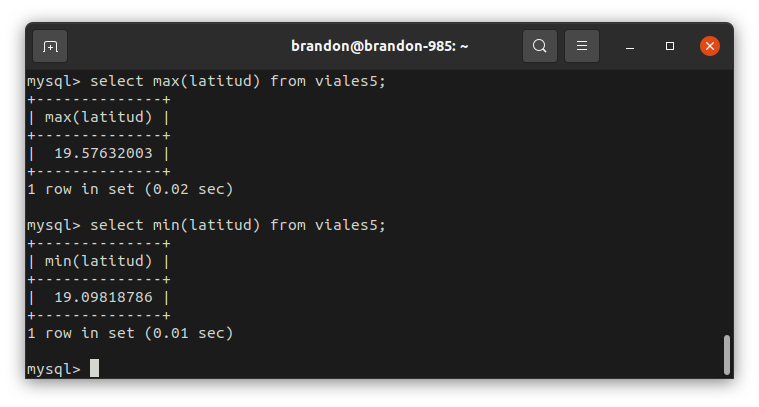 brandon@brandon-985: ~
mysql> select max(latitud) from viales5;
+--------------+
| max(latitud) |
+--------------+
|  19.57632003 |
+--------------+
1 row in set (0.02 sec)
mysql> select min(latitud) from viales5;
+--------------+
| min(latitud) |
+--------------+
|  19.09818786 |
+--------------+
1 row in set (0.01 sec)
mysql>